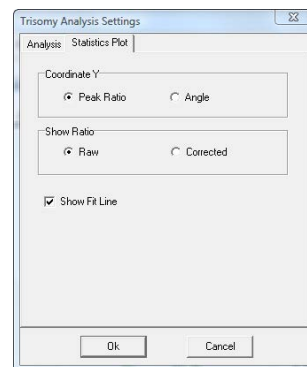 Trisomy Analysis Settings
Analysis Statistics Plot
Coordinate Y
Peak Ratio Angle
Show Ratio
Raw Corrected
Show Fit Line
Ok Cancel